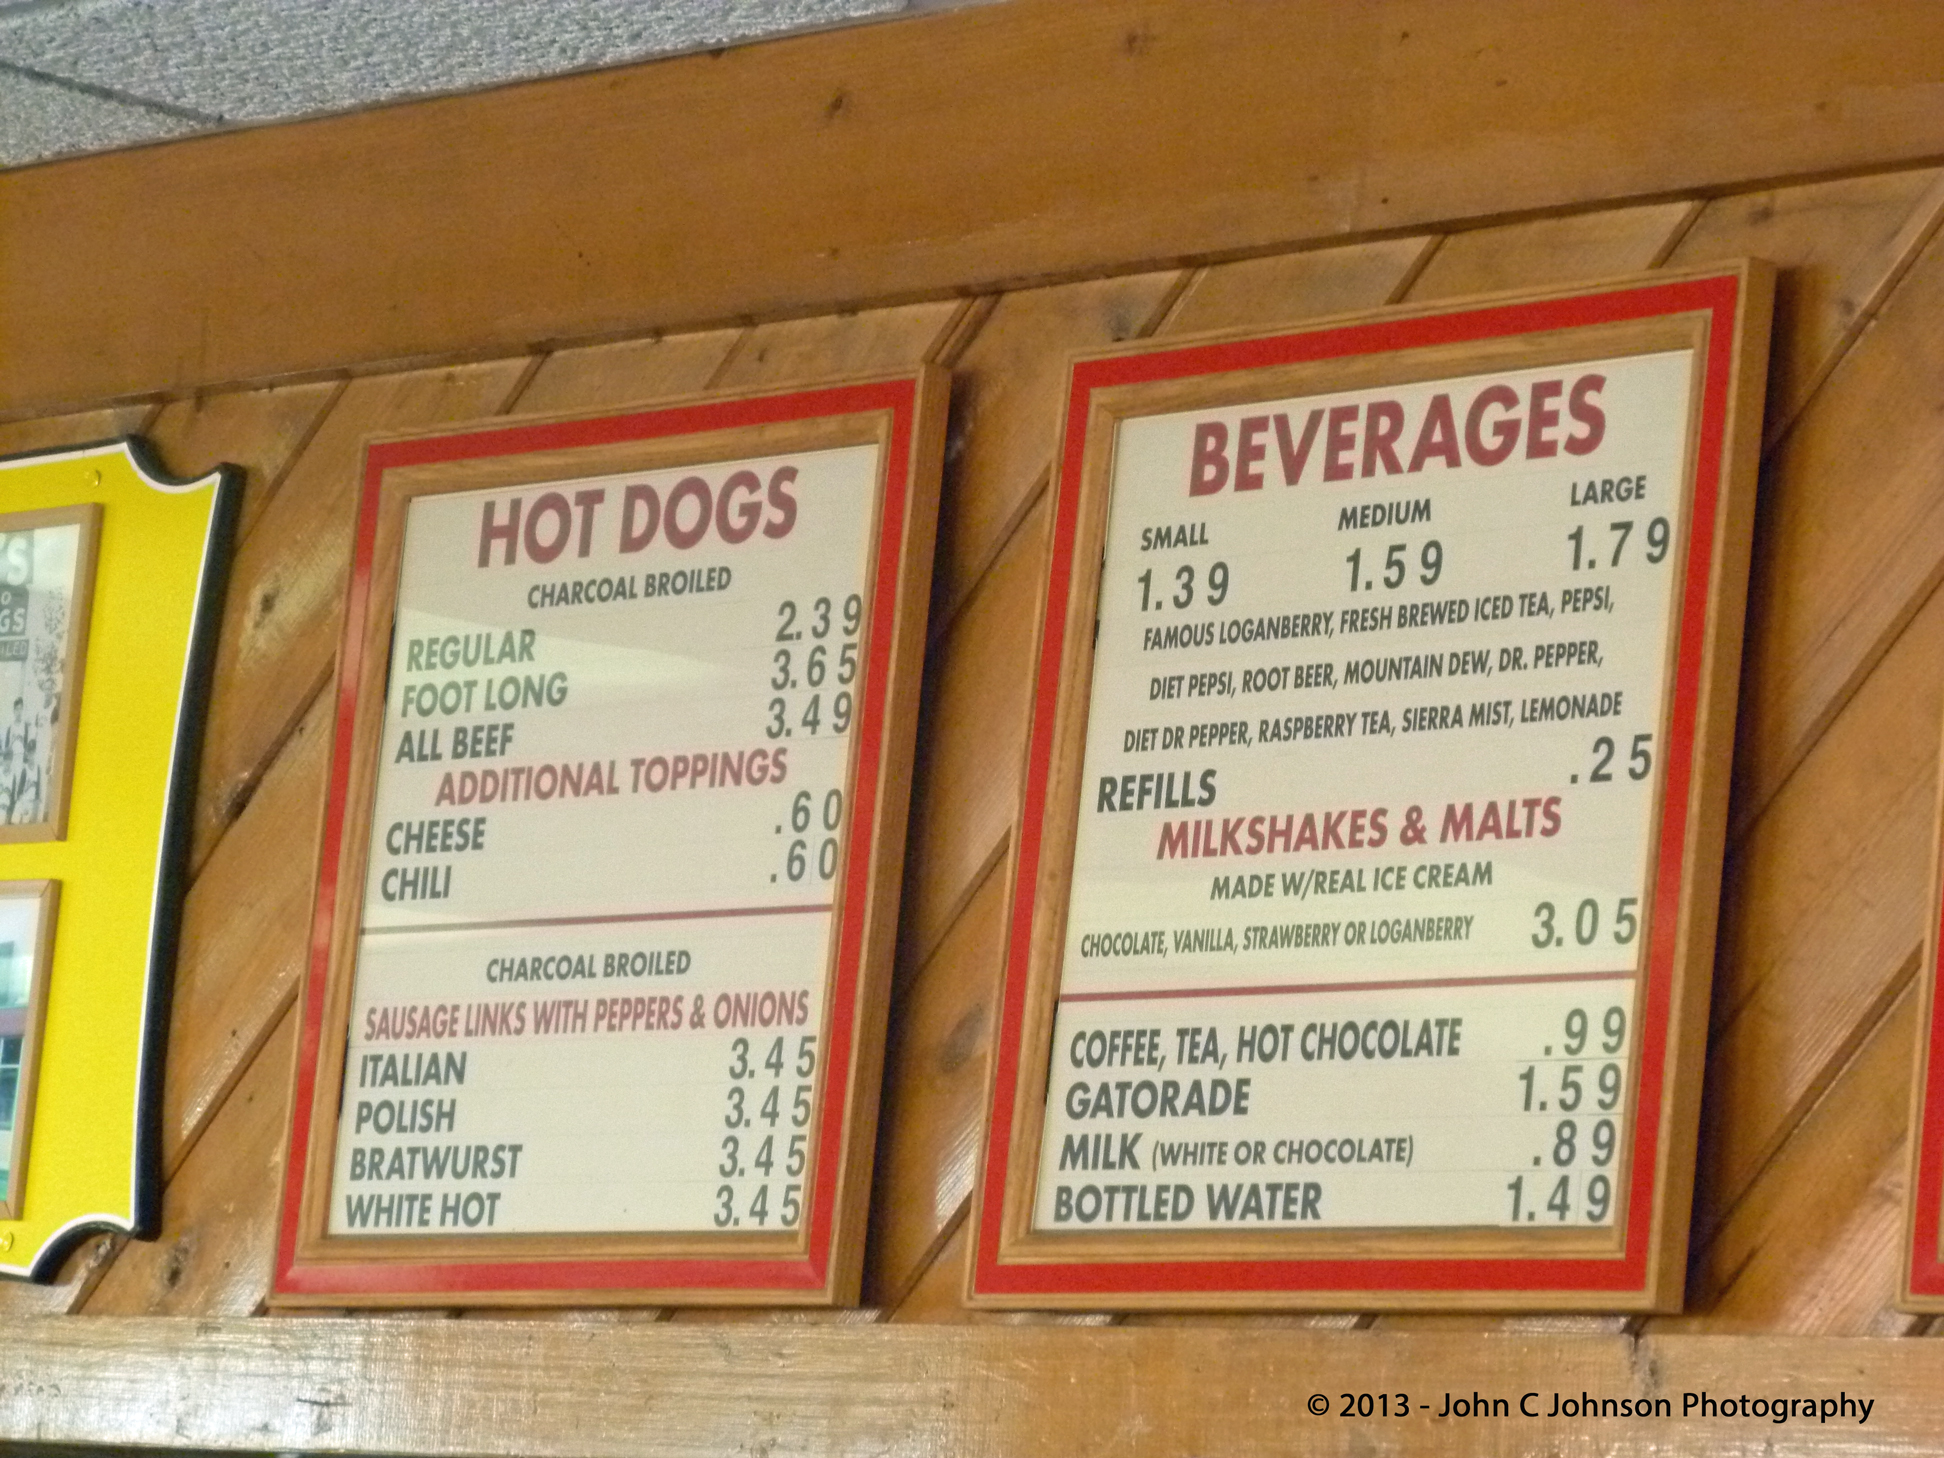 'S
O
GS
HOT DOGS
CHARCOAL BROILED
REGULAR 2.39
FOOT LONG 3.65
ALL BEEF 3.49
ADDITIONAL TOPPINGS
CHEESE .60
CHILI .60
CHARCOAL BROILED
SAUSAGE LINKS WITH PEPPERS & ONIONS
ITALIAN 3.45
POLISH 3.45
BRATWURST 3.45
WHITE HOT 3.45
BEVERAGES
SMALL MEDIUM LARGE
1.39 1.59 1.79
FAMOUS LOGANBERRY, FRESH BREWED ICED TEA, PEPSI,
DIET PEPSI, ROOT BEER, MOUNTAIN DEW, DR. PEPPER,
DIET DR PEPPER, RASPBERRY TEA, SIERRA MIST, LEMONADE
REFILLS .25
MILKSHAKES & MALTS
MADE W/REAL ICE CREAM
CHOCOLATE, VANILLA, STRAWBERRY OR LOGANBERRY 3.05
COFFEE, TEA, HOT CHOCOLATE .99
GATORADE 1.59
MILK (WHITE OR CHOCOLATE) .89
BOTTLED WATER 1.49
© 2013 - John C Johnson Photography